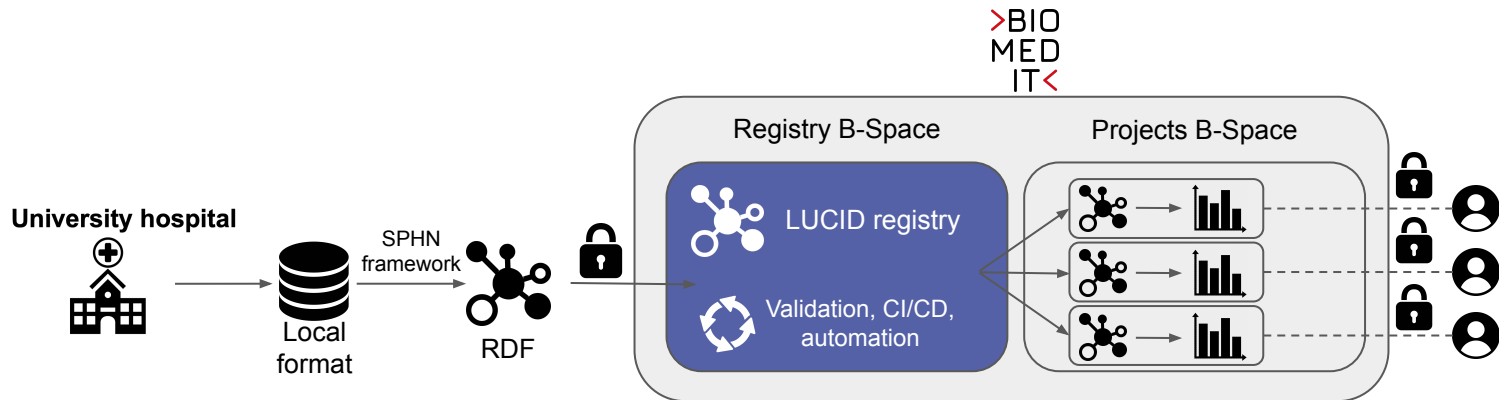 >BIO
MED
IT<
Registry B-Space
Projects B-Space
University hospital
SPHN
framework
LUCID registry
Validation, CI/CD,
automation
Local
format
RDF